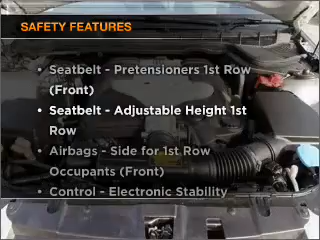 SAFETY FEATURES
• Seatbelt - Pretensioners 1st Row
(Front)
• Seatbelt - Adjustable Height 1st
Row
• Airbags - Side for 1st Row
Occupants (Front)
• Control - Electronic Stability